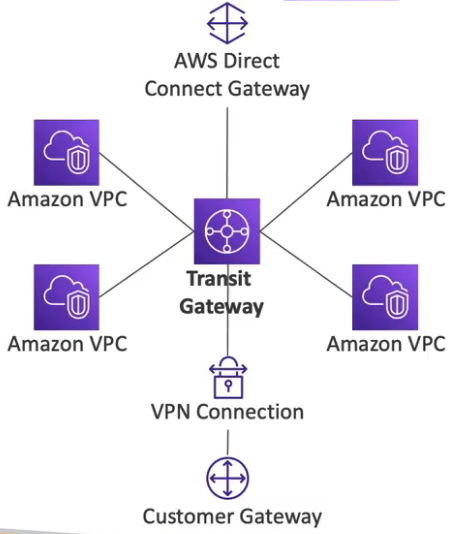 AWS Direct
Connect Gateway
Amazon VPC
Amazon VPC
Transit
Gateway
Amazon VPC
Amazon VPC
VPN Connection
Customer Gateway